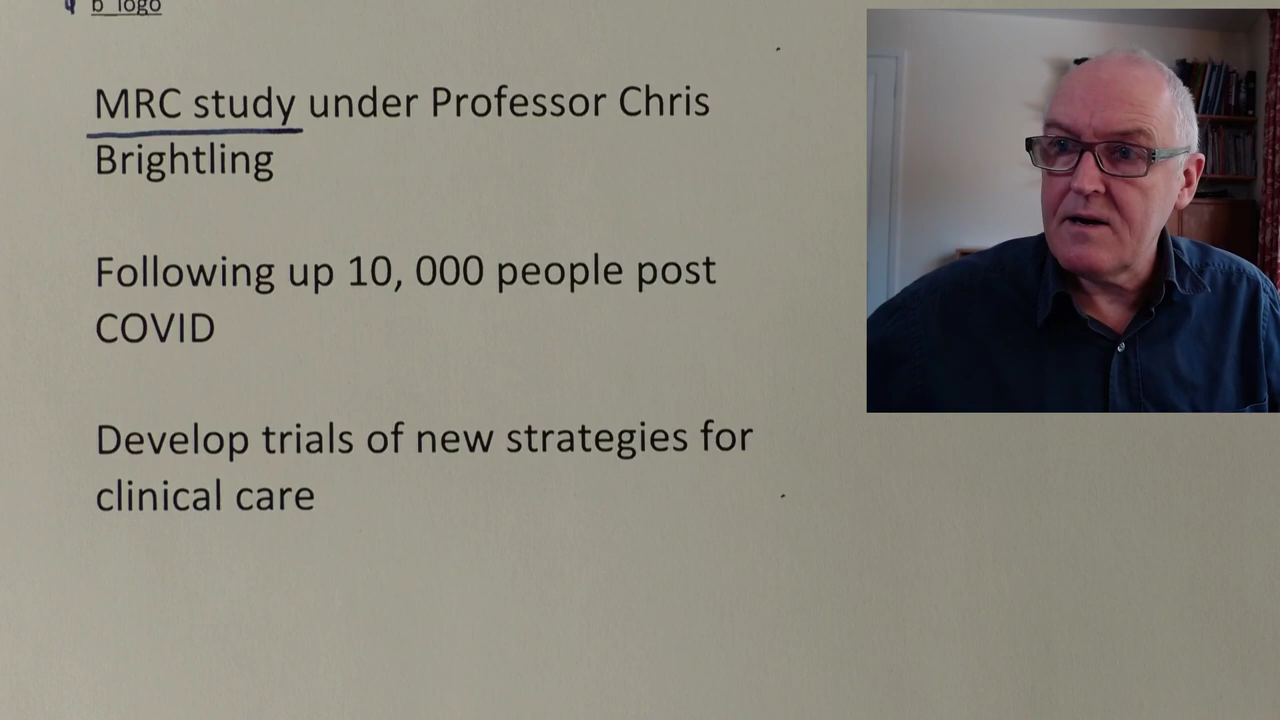 b_logo
MRC study under Professor Chris
Brightling
Following up 10, 000 people post
COVID
Develop trials of new strategies for
clinical care